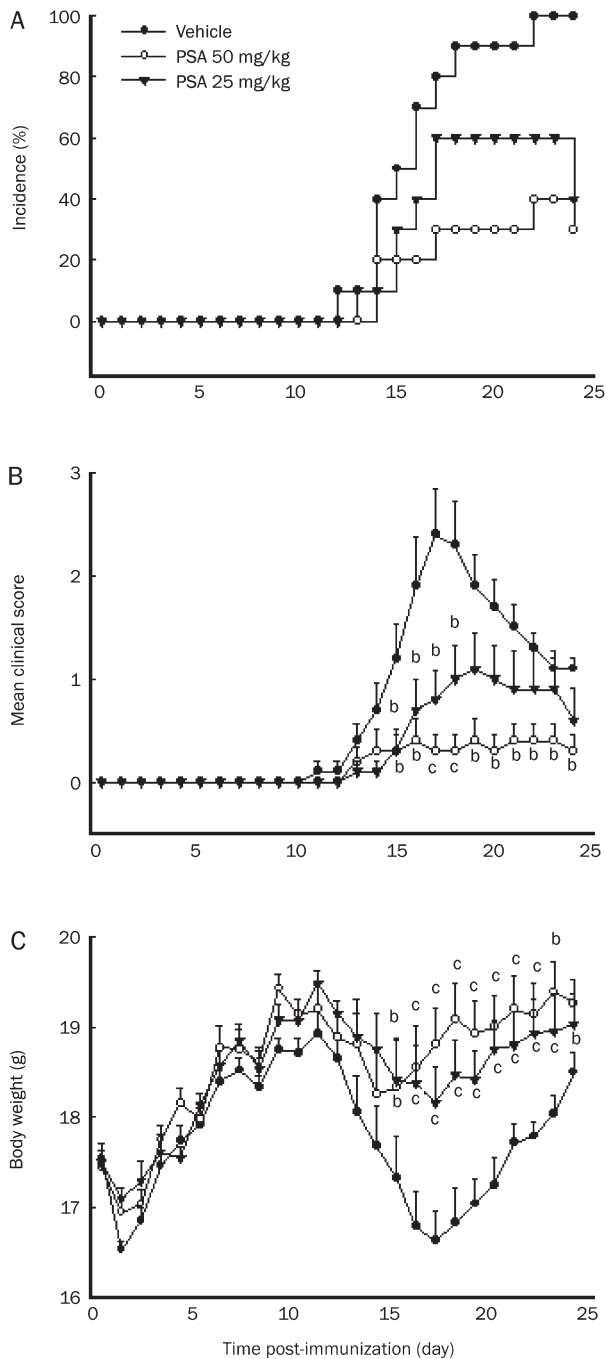 A
100
80
60
40
20
0
Incidence (%)
Vehicle
PSA 50 mg/kg
PSA 25 mg/kg
0 5 10 15 20 25
B
3
2
1
0
Mean clinical score
b b b b
b b c c b b b b b b
0 5 10 15 20 25
C
20
19
18
17
16
Body weight (g)
b c c c c c c c b
b c c c c c c c c b
0 5 10 15 20 25
Time post-immunization (day)